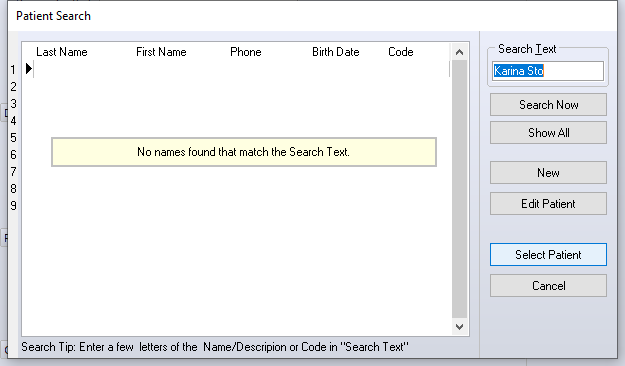 Patient Search
Last Name First Name Phone Birth Date Code
1
2
3
4
5
6
7
8
9
No names found that match the Search Text.
Search Text
Karina Sto
Search Now
Show All
New
Edit Patient
Select Patient
Cancel
Search Tip: Enter a few letters of the Name/Descripion or Code in "Search Text"